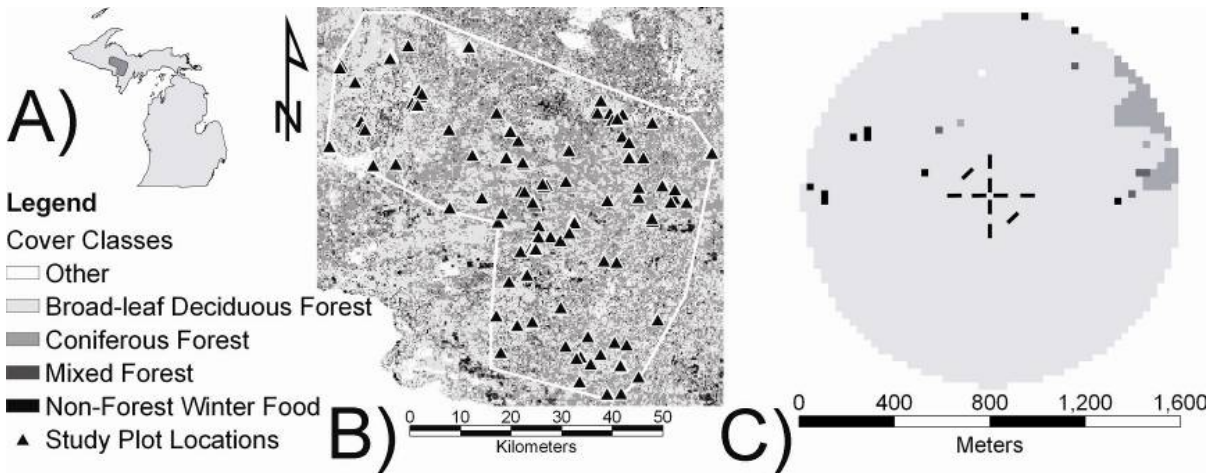 A)
N
Legend
Cover Classes
Other
Broad-leaf Deciduous Forest
Coniferous Forest
Mixed Forest
Non-Forest Winter Food
Study Plot Locations
B)
0 10 20 30 40 50
Kilometers
C)
0 400 800 1,200 1,600
Meters